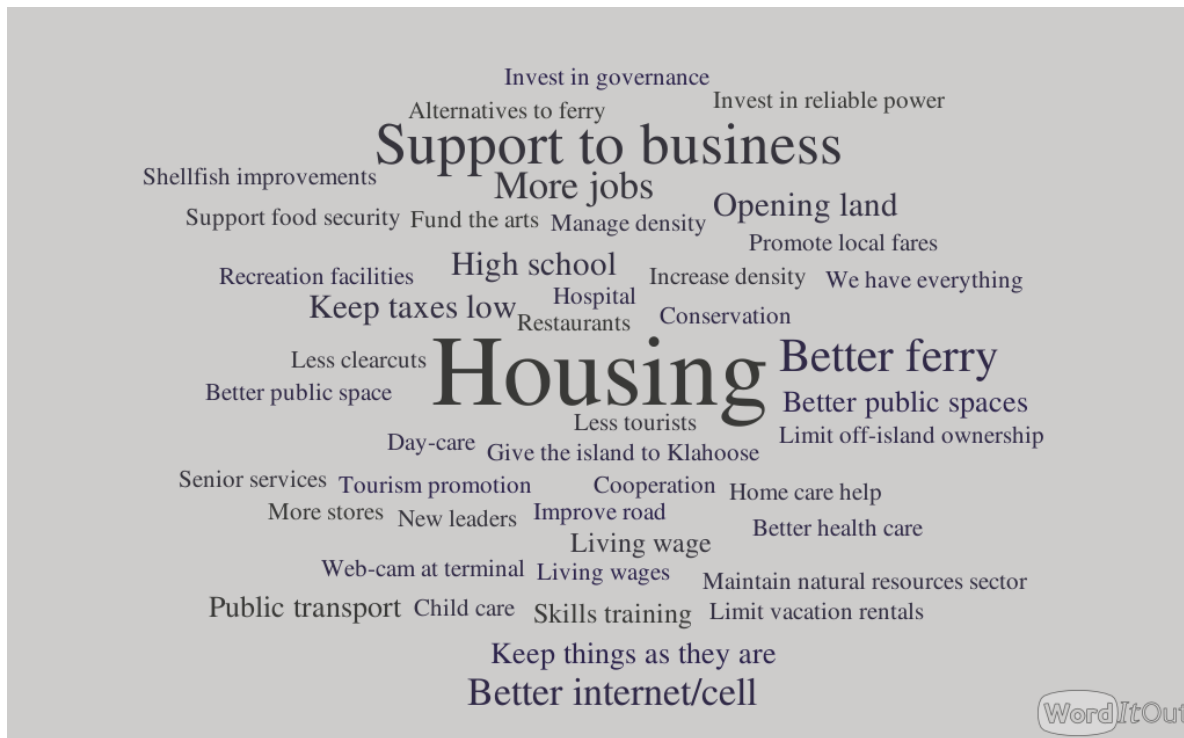 Invest in governance
Invest in reliable power
Alternatives to ferry
Support to business
Shellfish improvements
More jobs
Opening land
Support food security
Fund the arts
Manage density
Promote local fares
High school
Recreation facilities
Increase density
We have everything
Hospital
Keep taxes low
Conservation
Restaurants
Less clearcuts
Housing
Better ferry
Better public space
Better public spaces
Less tourists
Limit off-island ownership
Day-care
Give the island to Klahoose
Senior services
Tourism promotion
Cooperation
Home care help
More stores
New leaders
Improve road
Better health care
Living wage
Web-cam at terminal
Living wages
Maintain natural resources sector
Public transport
Child care
Skills training
Limit vacation rentals
Keep things as they are
Better internet/cell
WordItOut